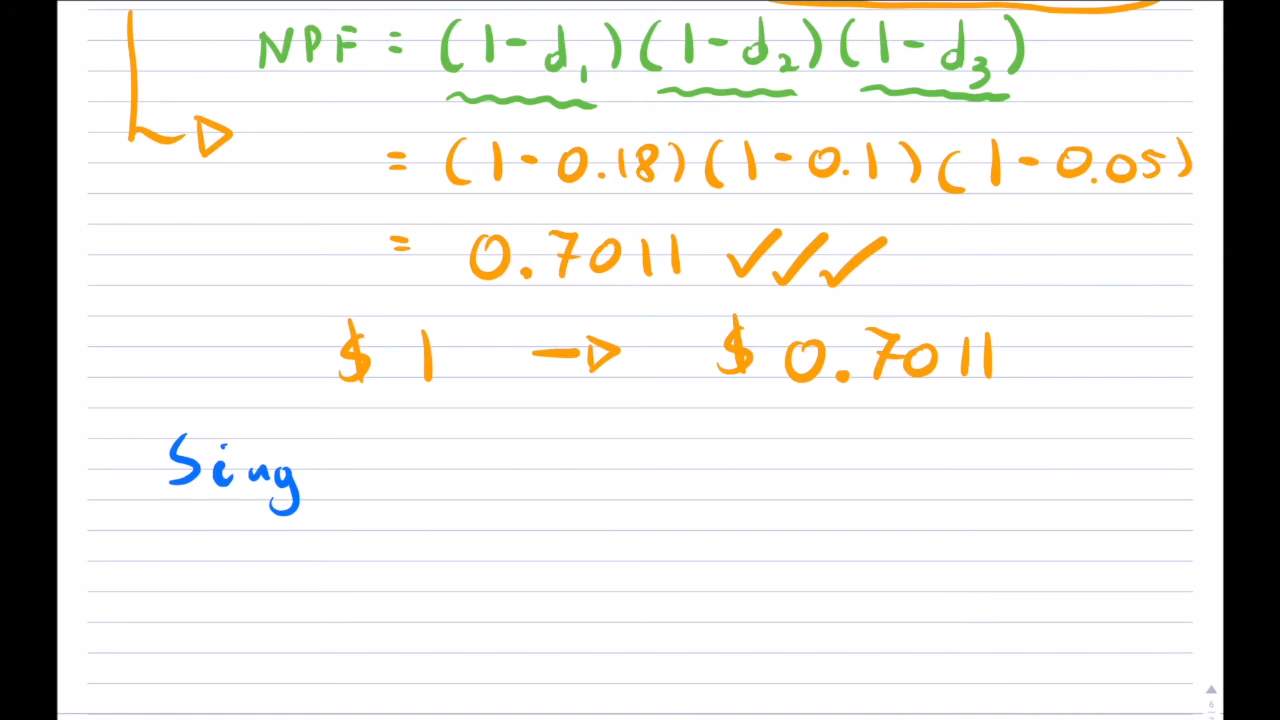 NPF = (1-d₁)(1-d₂)(1-d₃)
= (1-0.18)(1-0.1)(1-0.05)
= 0.7011 ✓✓✓
$ 1 → $ 0.7011
Sing
6